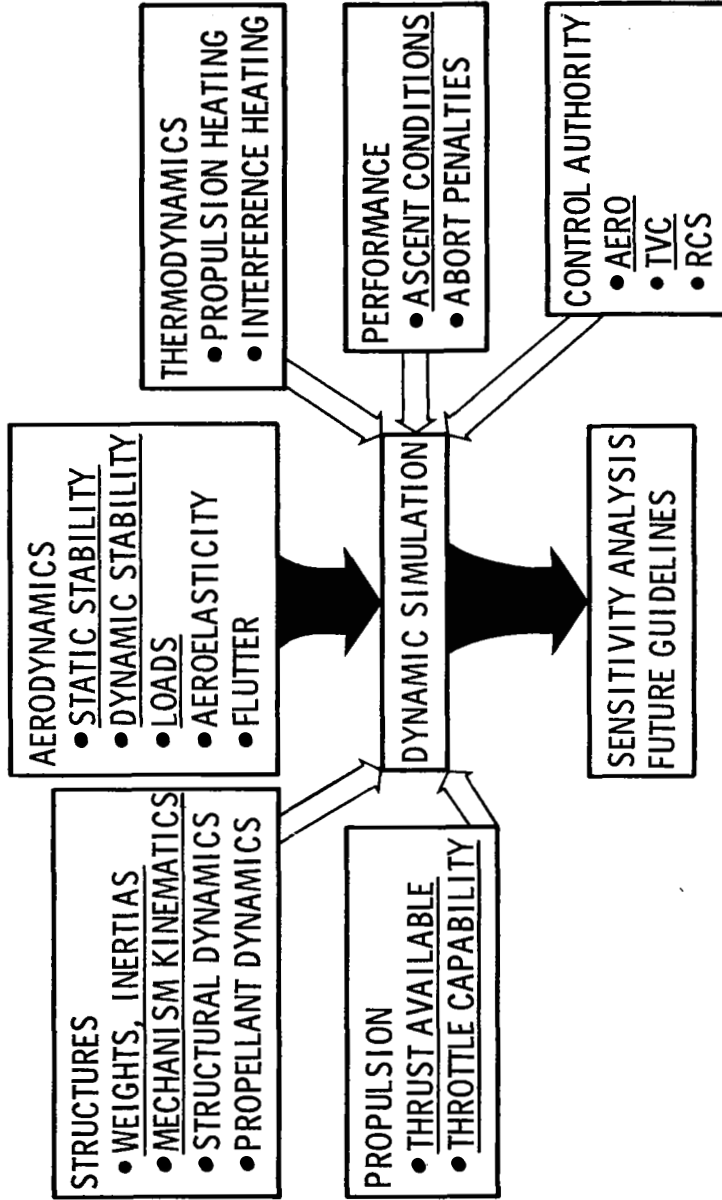 STRUCTURES
• WEIGHTS, INERTIAS
• MECHANISM KINEMATICS
• STRUCTURAL DYNAMICS
• PROPELLANT DYNAMICS
AERODYNAMICS
• STATIC STABILITY
• DYNAMIC STABILITY
• LOADS
• AEROELASTICITY
• FLUTTER
THERMODYNAMICS
• PROPULSION HEATING
• INTERFERENCE HEATING
PROPULSION
• THRUST AVAILABLE
• THROTTLE CAPABILITY
DYNAMIC SIMULATION
PERFORMANCE
• ASCENT CONDITIONS
• ABORT PENALTIES
CONTROL AUTHORITY
• AERO
• TVC
• RCS
SENSITIVITY ANALYSIS
FUTURE GUIDELINES